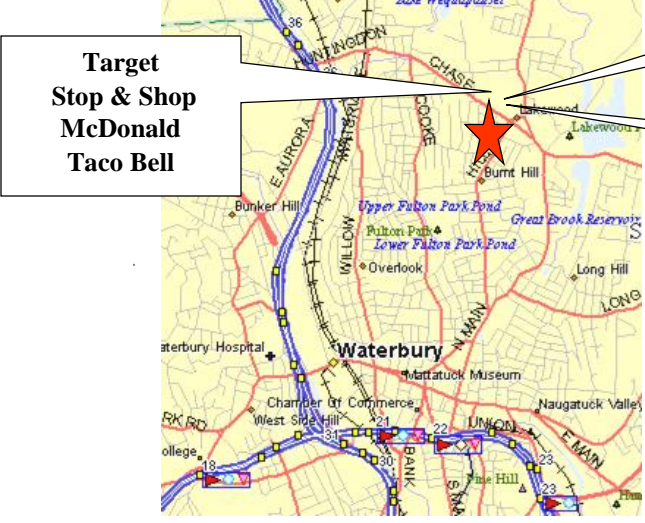 Target
Stop & Shop
McDonald
Taco Bell
36
HUNTINGDON
CHASE
E AURORA
COOKE
Lakewood
Burnt Hill
Bunker Hill
Upper Fulton Park Pond
Great Brook Reservoir
Fulton Park
Lower Fulton Park Pond
WILLOW
Overlook
Long Hill
LONG
N MAIN
aterbury Hospital
Waterbury
Mattatuck Museum
Chamber Of Commerce
Naugatuck Valley
RK RD
West Side Hill
21
22
UNION
31
E MAIN
ollege
30
BANK
23
18
S MA
Pine Hill
23